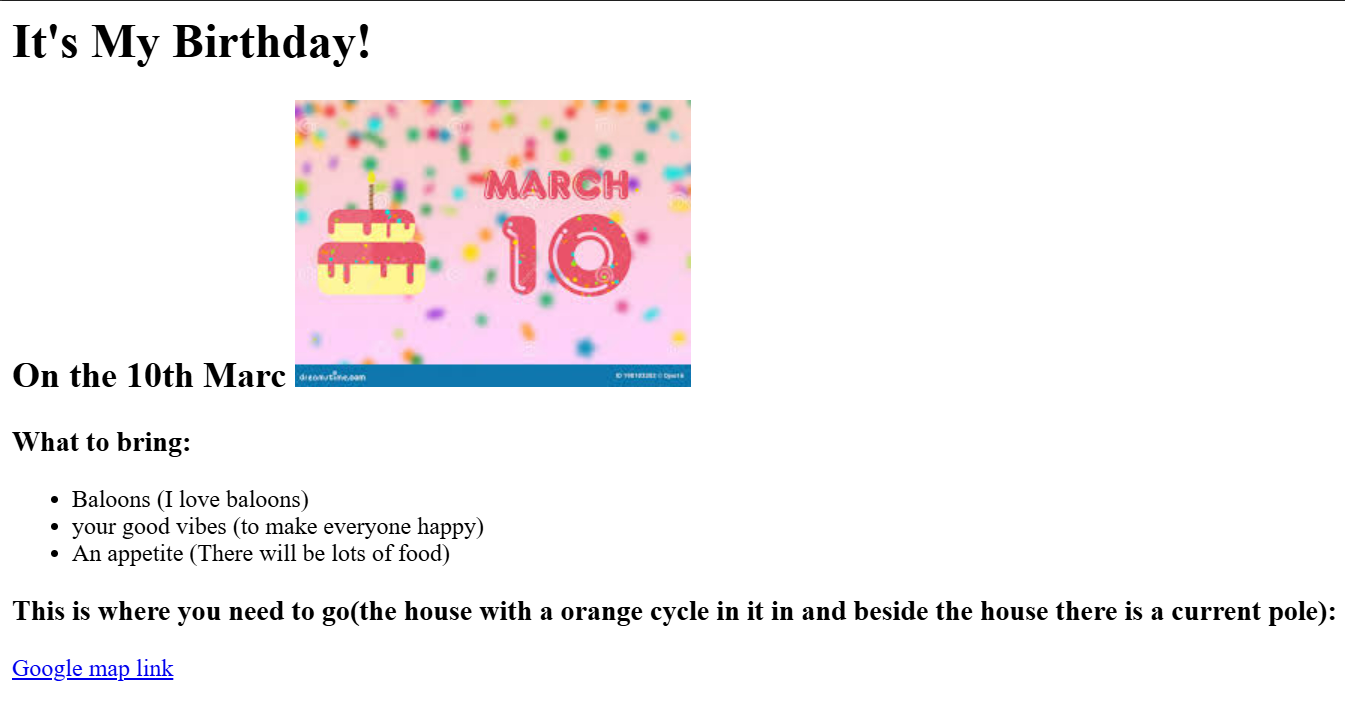 It's My Birthday!
MARCH
10
dreamstime.com
On the 10th Marc
What to bring:
Baloons (I love baloons)
your good vibes (to make everyone happy)
An appetite (There will be lots of food)
This is where you need to go(the house with a orange cycle in it in and beside the house there is a current pole):
Google map link